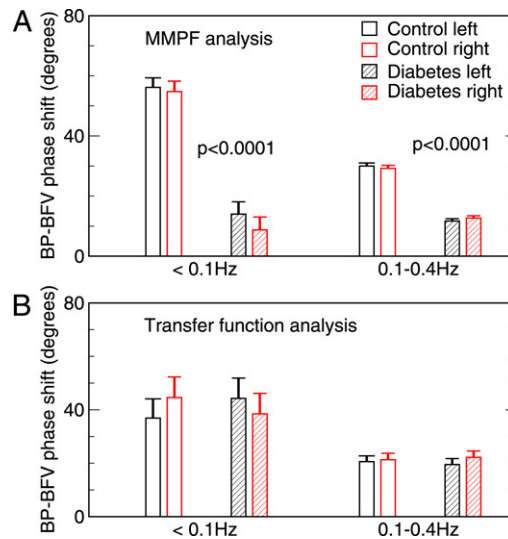 A
MMPF analysis
Control left
Control right
Diabetes left
Diabetes right
BP-BFV phase shift (degrees)
80
40
0
p<0.0001
p<0.0001
< 0.1Hz
0.1-0.4Hz
B
Transfer function analysis
BP-BFV phase shift (degrees)
80
40
0
< 0.1Hz
0.1-0.4Hz